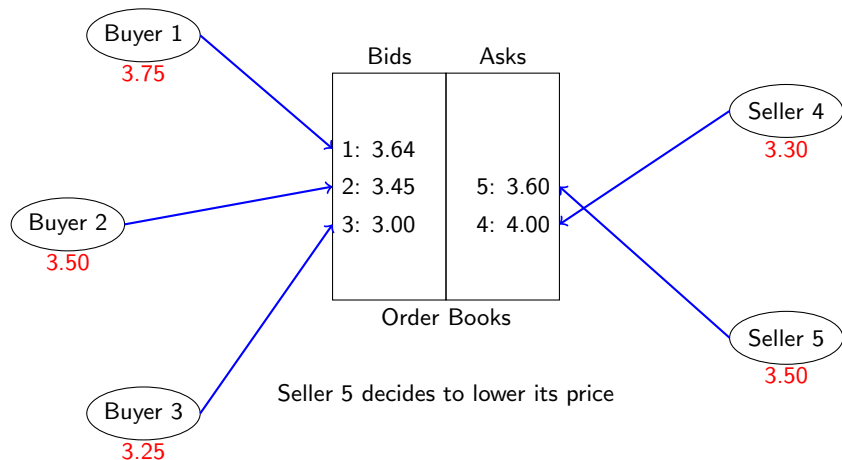 Buyer 1
3.75
Bids
Asks
Seller 4
3.30
1: 3.64
2: 3.45
5: 3.60
3: 3.00
4: 4.00
Buyer 2
3.50
Order Books
Seller 5
3.50
Seller 5 decides to lower its price
Buyer 3
3.25